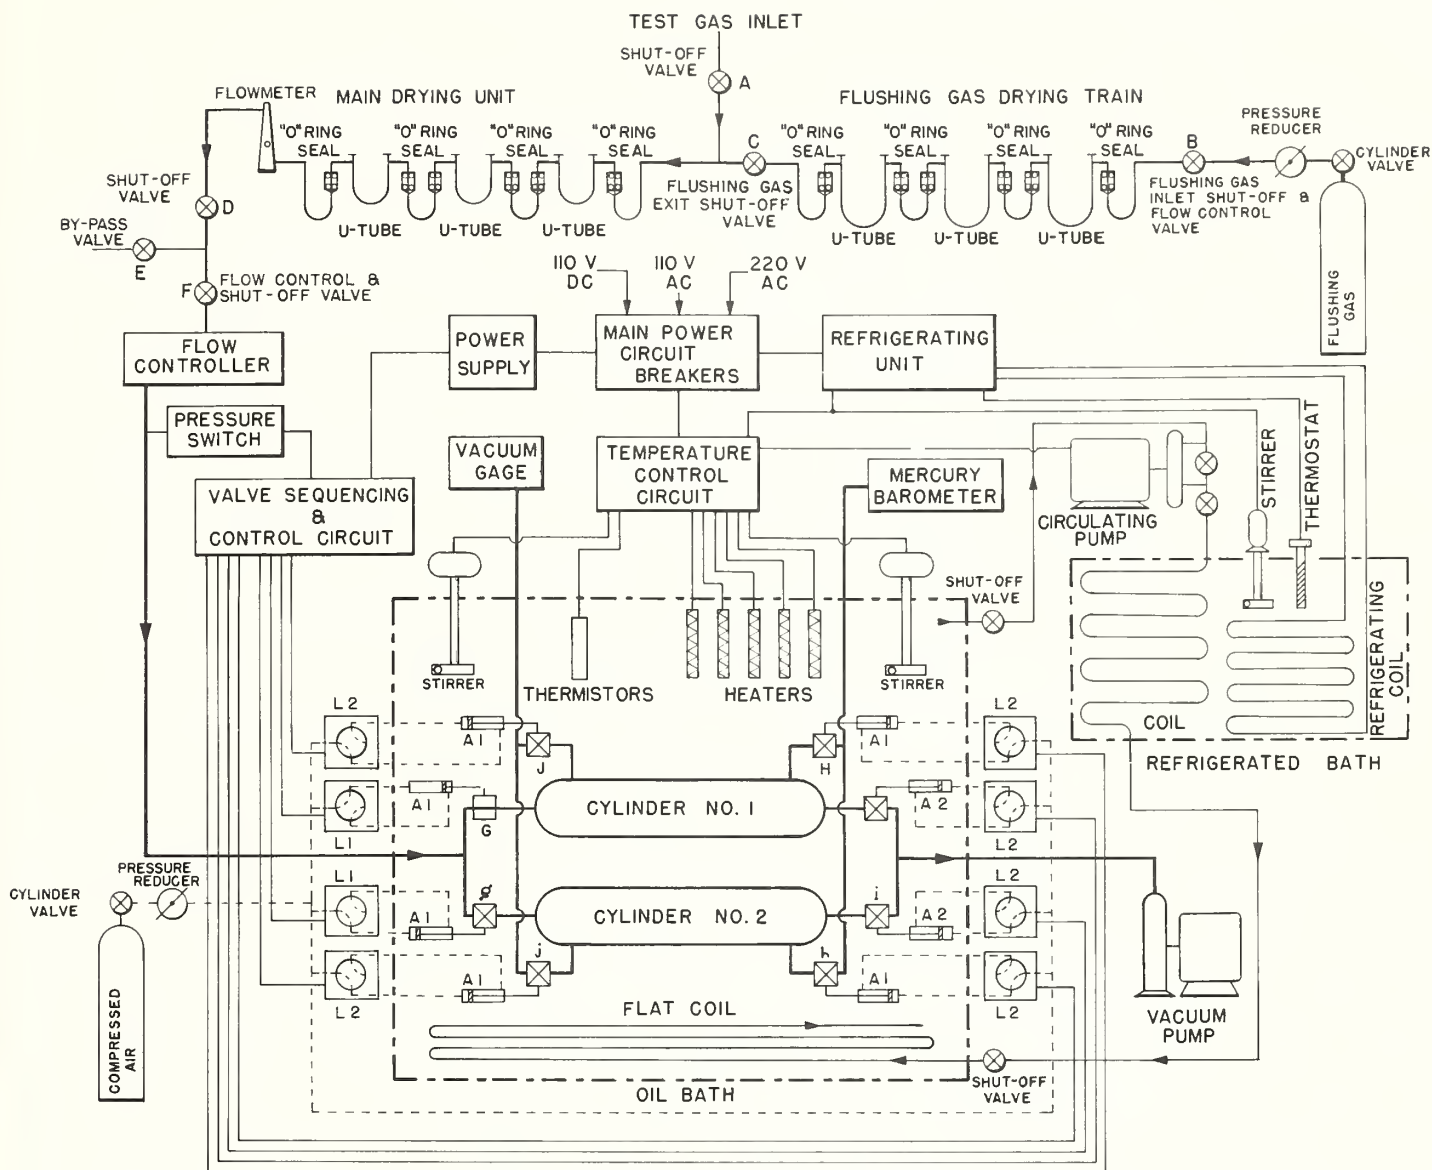 TEST GAS INLET
SHUT-OFF
VALVE
A
FLOWMETER
MAIN DRYING UNIT
FLUSHING GAS DRYING TRAIN
"O" RING
SEAL
"O" RING
SEAL
"O" RING
SEAL
"O" RING
SEAL
C
"O" RING
SEAL
"O" RING
SEAL
"O" RING
SEAL
"O" RING
SEAL
B
PRESSURE
REDUCER
CYLINDER
VALVE
SHUT-OFF
VALVE
D
U-TUBE
U-TUBE
U-TUBE
FLUSHING GAS
EXIT SHUT-OFF
VALVE
U-TUBE
U-TUBE
U-TUBE
FLUSHING GAS
INLET SHUT-OFF &
FLOW CONTROL
VALVE
BY-PASS
VALVE
E
F
FLOW CONTROL &
SHUT-OFF VALVE
110 V
DC
110 V
AC
220 V
AC
FLUSHING
GAS
FLOW
CONTROLLER
POWER
SUPPLY
MAIN POWER
CIRCUIT
BREAKERS
REFRIGERATING
UNIT
PRESSURE
SWITCH
VACUUM
GAGE
TEMPERATURE
CONTROL
CIRCUIT
MERCURY
BAROMETER
CIRCULATING
PUMP
STIRRER
THERMOSTAT
VALVE SEQUENCING
&
CONTROL CIRCUIT
SHUT-OFF
VALVE
STIRRER
THERMISTORS
HEATERS
STIRRER
COIL
REFRIGERATING
COIL
REFRIGERATED BATH
L2
A1
J
H
A1
L2
A1
G
CYLINDER NO. 1
A2
L1
L2
PRESSURE
REDUCER
CYLINDER
VALVE
L1
A1
g
CYLINDER NO. 2
i
A2
L2
j
h
A1
A1
L2
L2
COMPRESSED
AIR
FLAT COIL
VACUUM
PUMP
SHUT-OFF
VALVE
OIL BATH